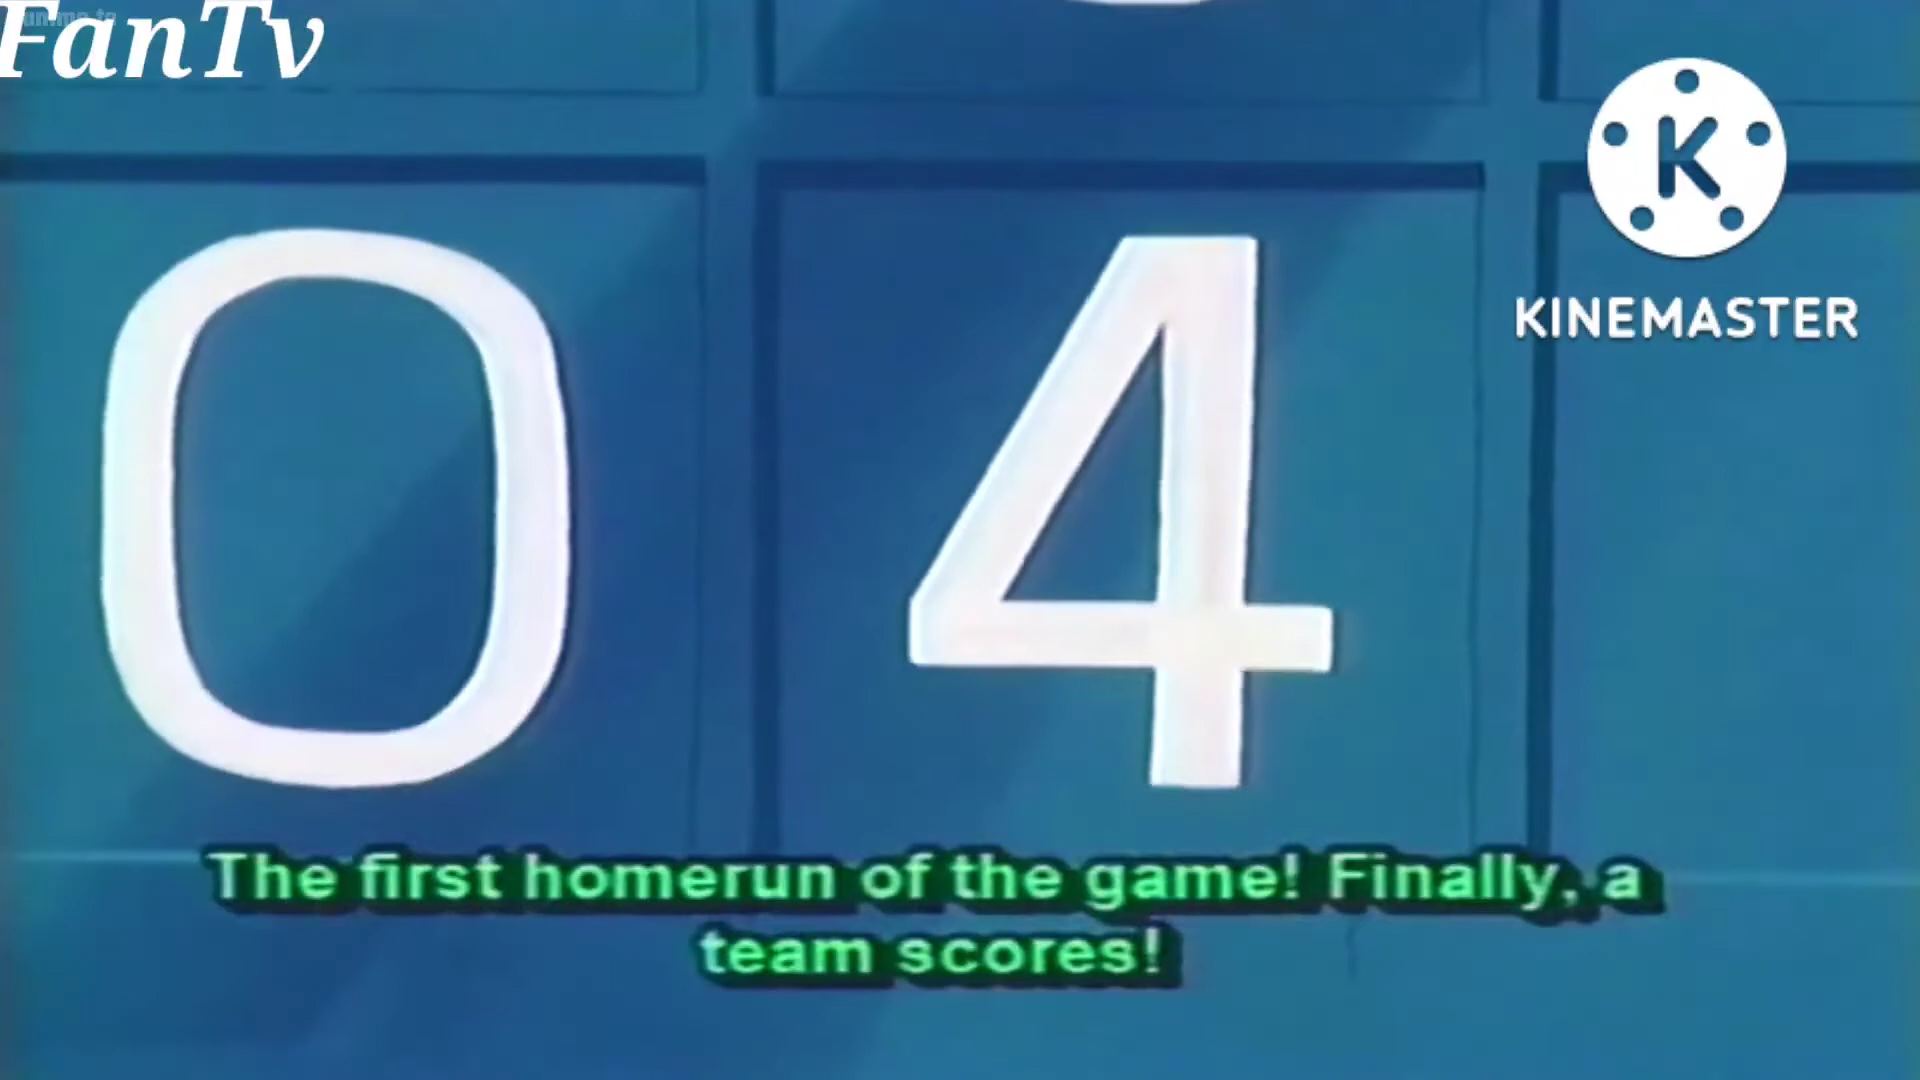 FanTv
K
KINEMASTER
0 4
The first homerun of the game! Finally, a
team scores!